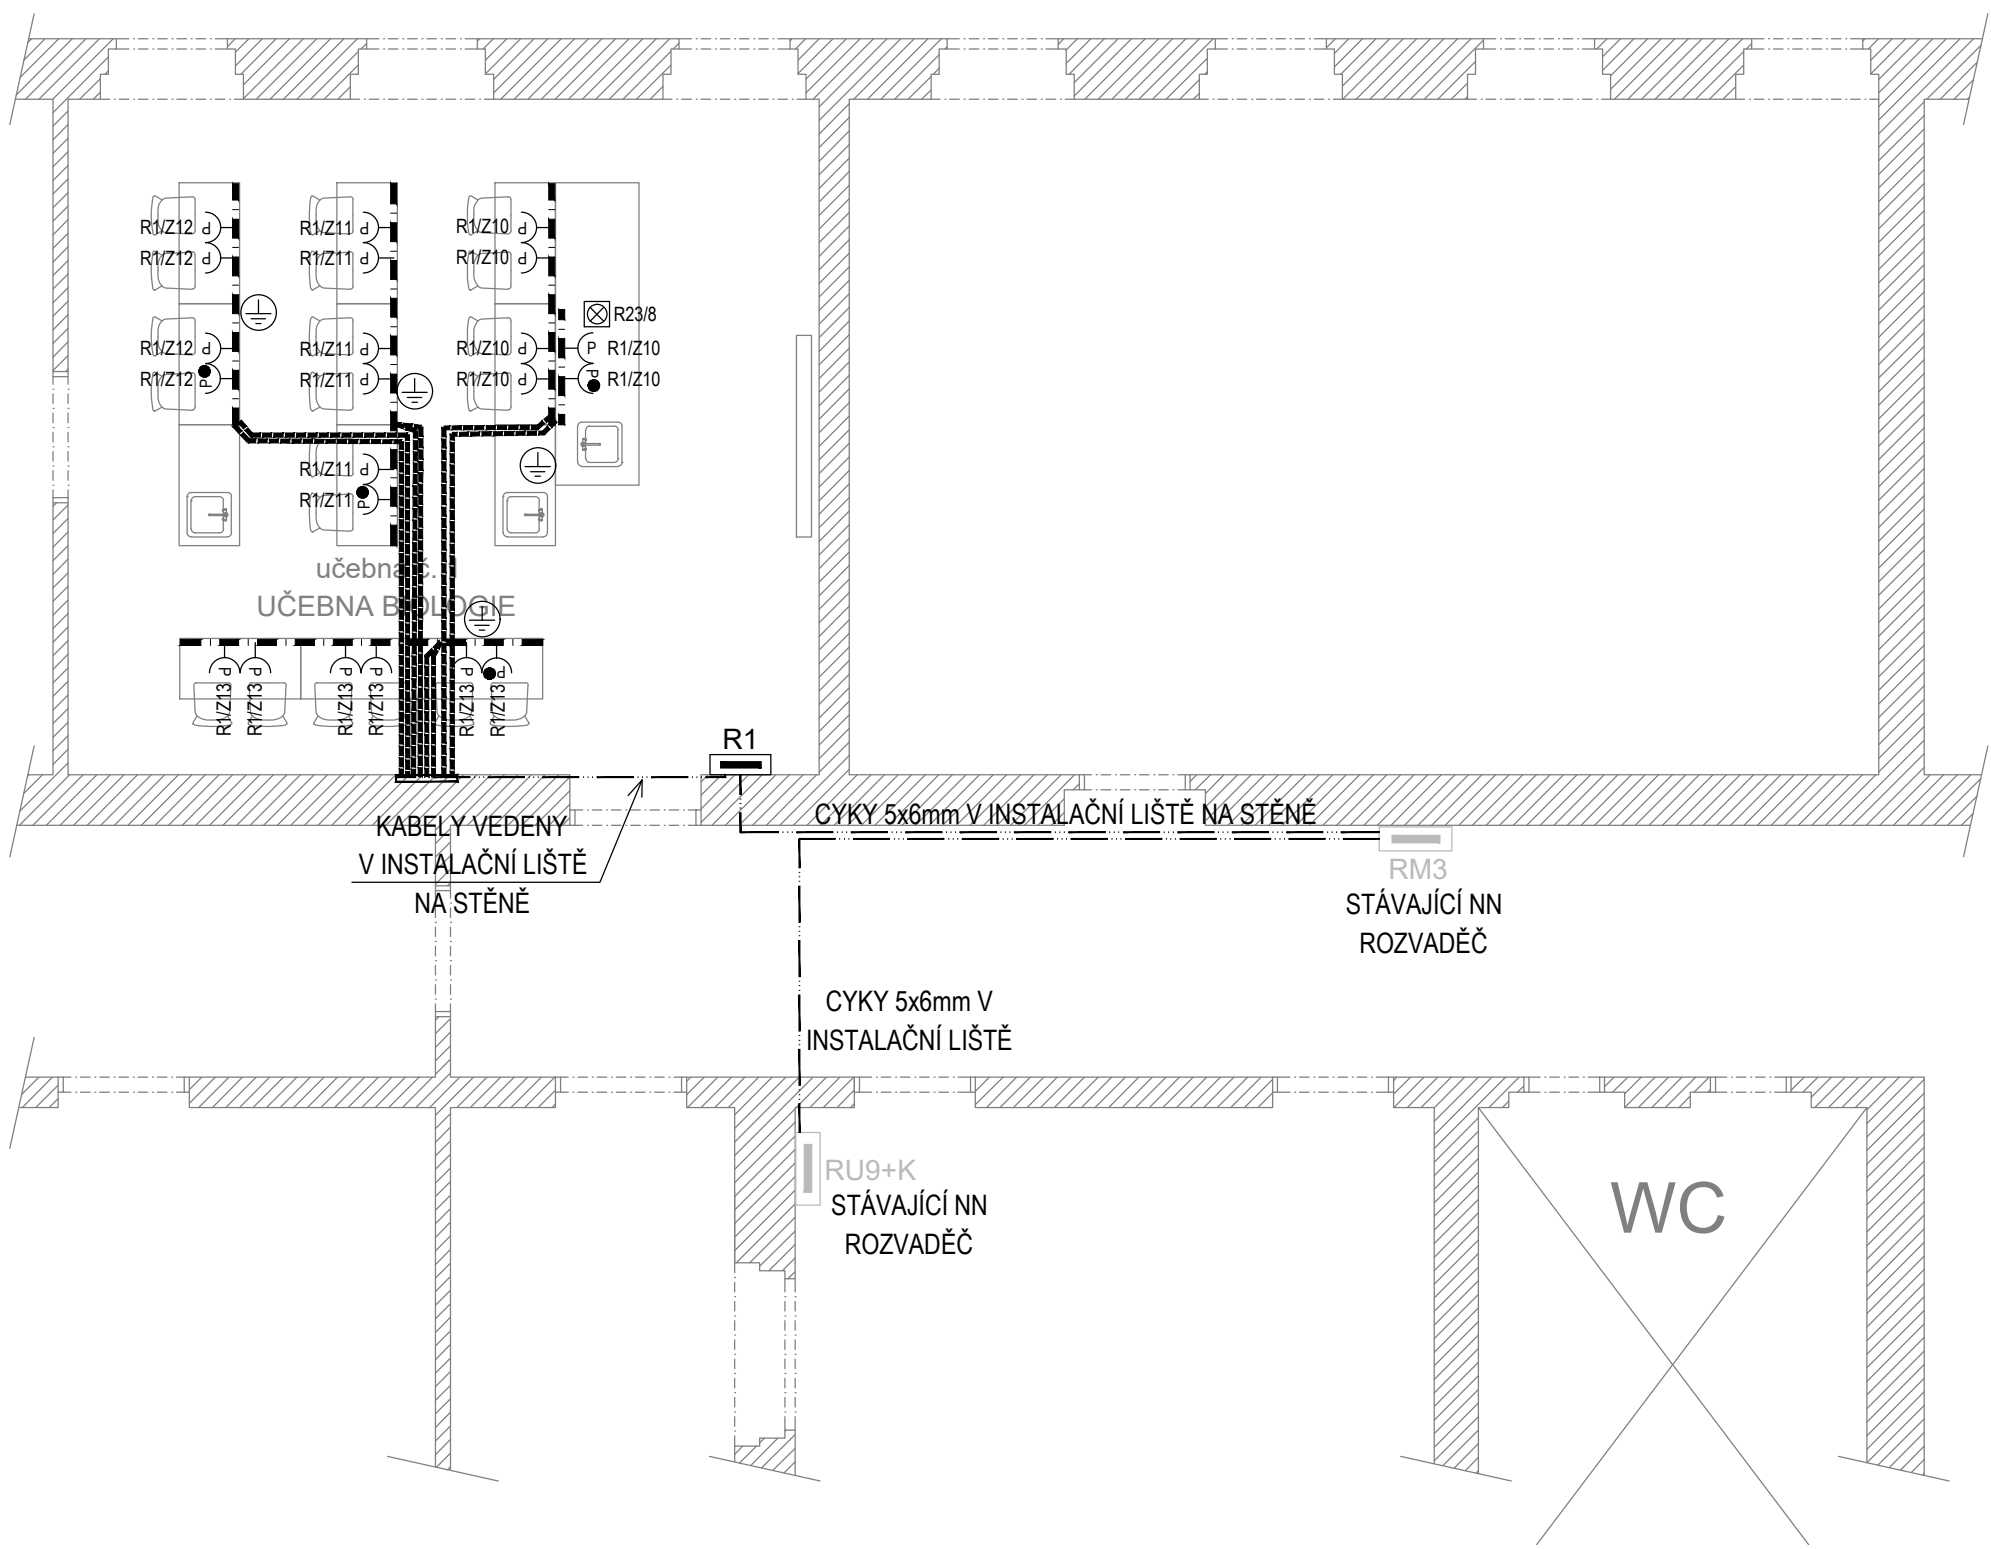 R1/Z12 R1/Z11 R1/Z10
R1/Z12 R1/Z11 R1/Z10
R23/8
R1/Z12 R1/Z11 R1/Z10 P R1/Z10
R1/Z12 R1/Z11 R1/Z10 P R1/Z10
R1/Z11
R1/Z11
učebna č. 1
UČEBNA BIOLOGIE
P P P P P P
R1/Z13 R1/Z13 R1/Z13 R1/Z13 R1/Z13 R1/Z13
R1
CYKY 5x6mm V INSTALAČNÍ LIŠTĚ NA STĚNĚ
KABELY VEDENY
V INSTALAČNÍ LIŠTĚ
NA STĚNĚ
RM3
STÁVAJÍCÍ NN
ROZVADĚČ
CYKY 5x6mm V
INSTALAČNÍ LIŠTĚ
RU9+K
STÁVAJÍCÍ NN
ROZVADĚČ
WC